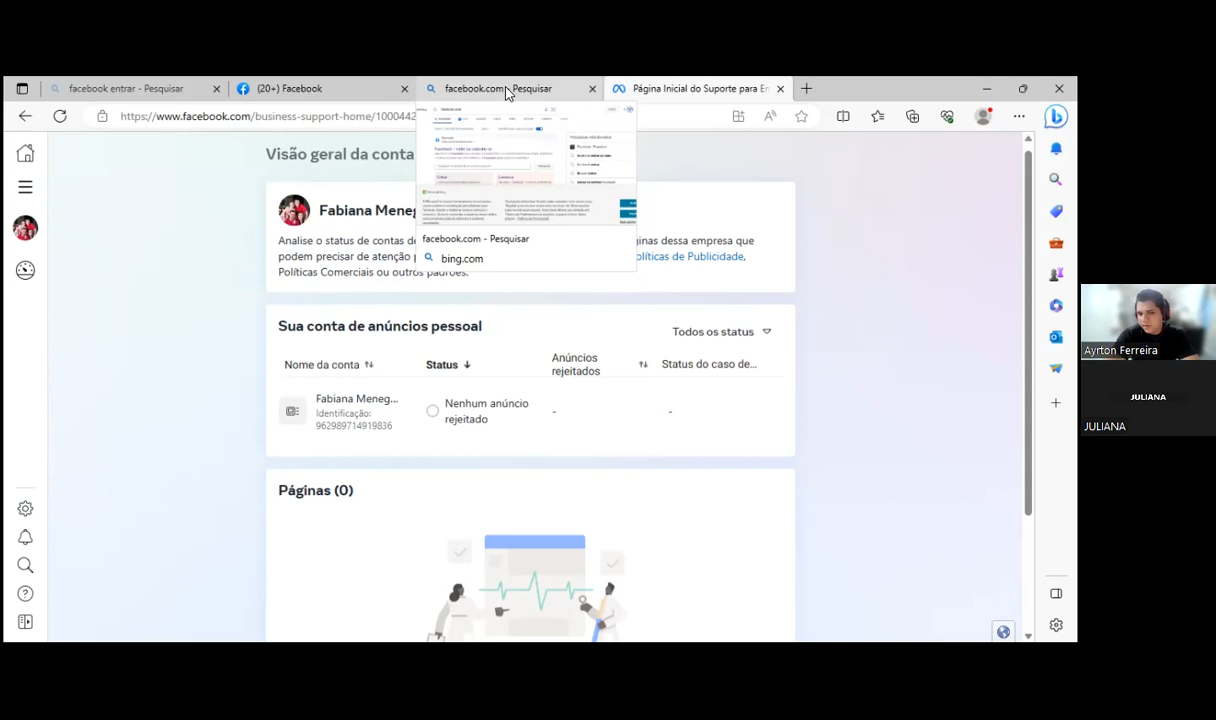 facebook entrar - Pesquisar
(20+) Facebook
facebook.com - Pesquisar
Página Inicial do Suporte para En
https://www.facebook.com/business-support-home/1000442
Visão geral da conta
Fabiana Meneg
Analise o status de contas de
ginas dessa empresa que
podem precisar de atenção p
olíticas de Publicidade,
Políticas Comerciais ou outros padrões.
facebook.com - Pesquisar
bing.com
Sua conta de anúncios pessoal
Todos os status
Nome da conta
Status
Anúncios
rejeitados
Status do caso de...
Fabiana Meneg...
Identificação:
962989714919836
Nenhum anúncio
rejeitado
-
-
Páginas (0)
Ayrton Ferreira
JULIANA
JULIANA